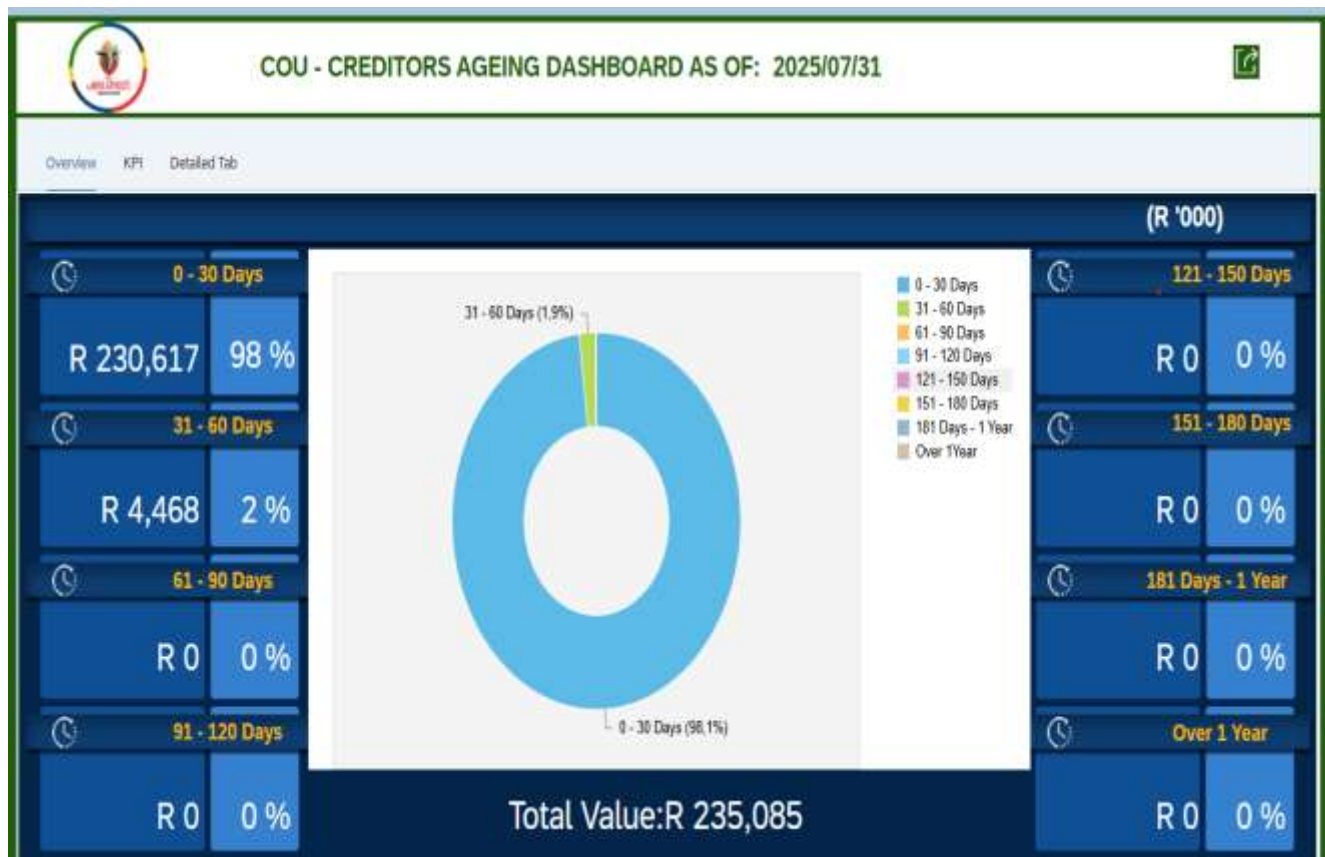 COU - CREDITORS AGEING DASHBOARD AS OF: 2025/07/31
Overview KPI Detailed Tab
(R '000)
0 - 30 Days
R 230,617 98 %
31 - 60 Days
R 4,468 2 %
61 - 90 Days
R 0 0 %
91 - 120 Days
R 0 0 %
31 - 60 Days (1,9%)
0 - 30 Days (98,1%)
0 - 30 Days
31 - 60 Days
61 - 90 Days
91 - 120 Days
121 - 150 Days
151 - 180 Days
181 Days - 1 Year
Over 1Year
Total Value:R 235,085
121 - 150 Days
R 0 0 %
151 - 180 Days
R 0 0 %
181 Days - 1 Year
R 0 0 %
Over 1 Year
R 0 0 %